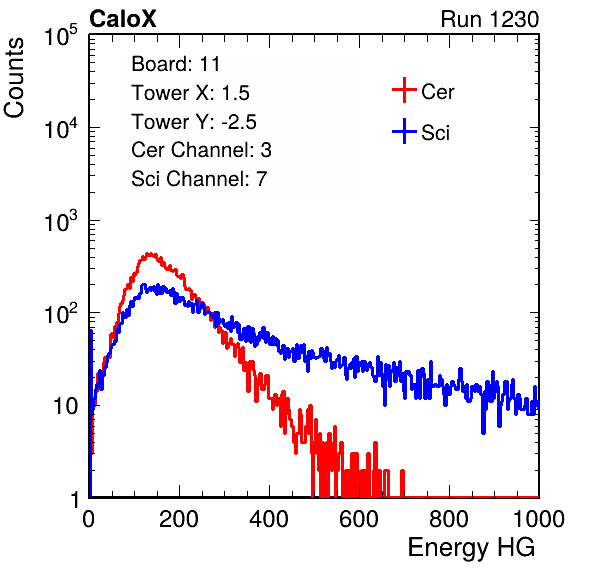 CaloX Run 1230
Counts
Board: 11
Tower X: 1.5
Tower Y: -2.5
Cer Channel: 3
Sci Channel: 7
Cer
Sci
10^5
10^4
10^3
10^2
10
1
0 200 400 600 800 1000
Energy HG